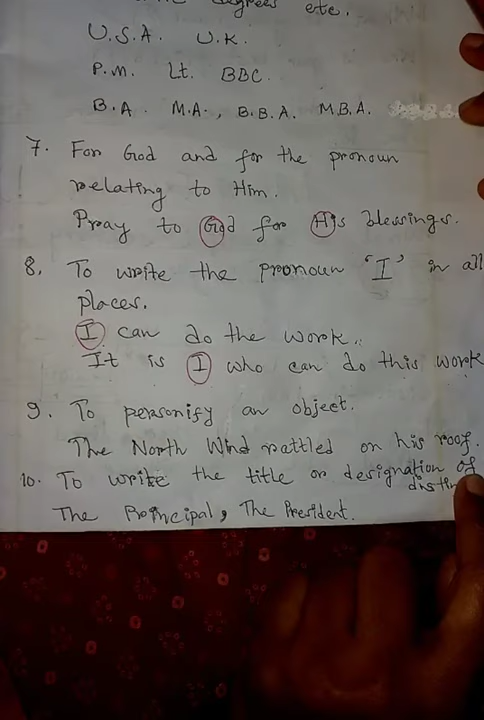 degrees etc.
U.S.A. U.K.
P.M. Lt. BBC.
B.A. M.A., B.B.A. M.B.A.
7. For God and for the pronoun
relating to Him.
Pray to God for His blessings.
8. To write the pronoun 'I' in all
places.
I can do the work.
It is I who can do this work
9. To personify an object.
The North Wind rattled on his roof.
10. To write the title or designation of
The Principal, The President.